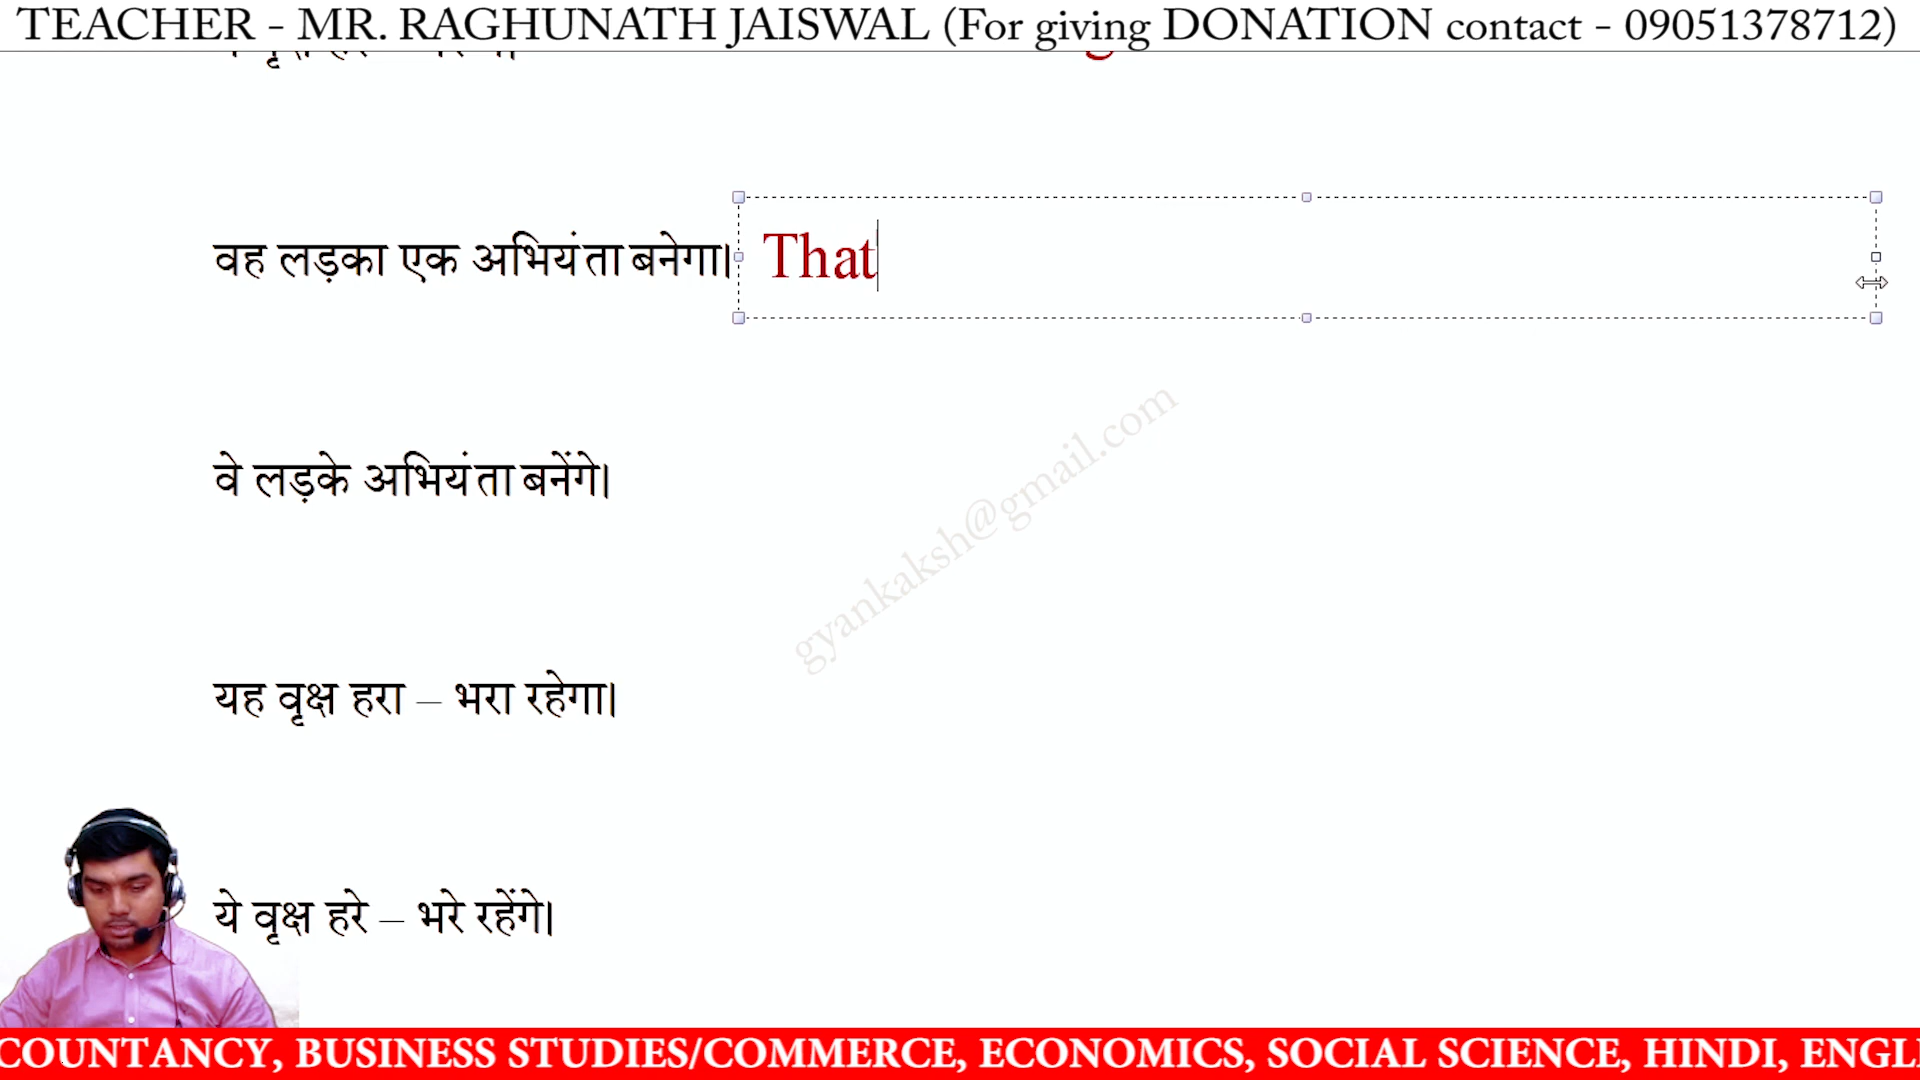 TEACHER - MR. RAGHUNATH JAISWAL (For giving DONATION contact - 09051378712)
वह लड़का एक अभियंता बनेगा। That
वे लड़के अभियंता बनेंगे।
gyankaksh@gmail.com
यह वृक्ष हरा – भरा रहेगा।
ये वृक्ष हरे – भरे रहेंगे।
COUNTANCY, BUSINESS STUDIES/COMMERCE, ECONOMICS, SOCIAL SCIENCE, HINDI, ENGL